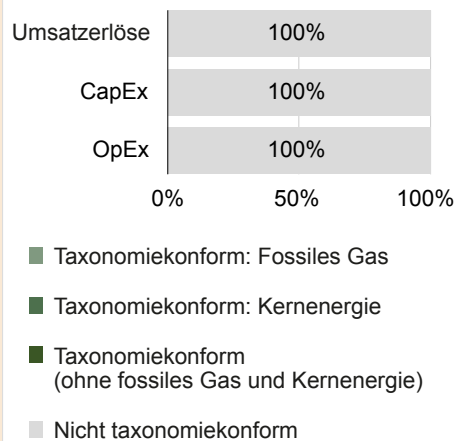 Umsatzerlöse 100%
CapEx 100%
OpEx 100%
0% 50% 100%
Taxonomiekonform: Fossiles Gas
Taxonomiekonform: Kernenergie
Taxonomiekonform
(ohne fossiles Gas und Kernenergie)
Nicht taxonomiekonform